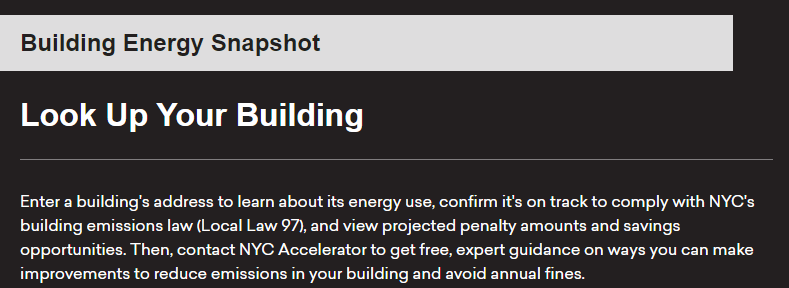 Building Energy Snapshot
Look Up Your Building
Enter a building's address to learn about its energy use, confirm it's on track to comply with NYC's
building emissions law (Local Law 97), and view projected penalty amounts and savings
opportunities. Then, contact NYC Accelerator to get free, expert guidance on ways you can make
improvements to reduce emissions in your building and avoid annual fines.